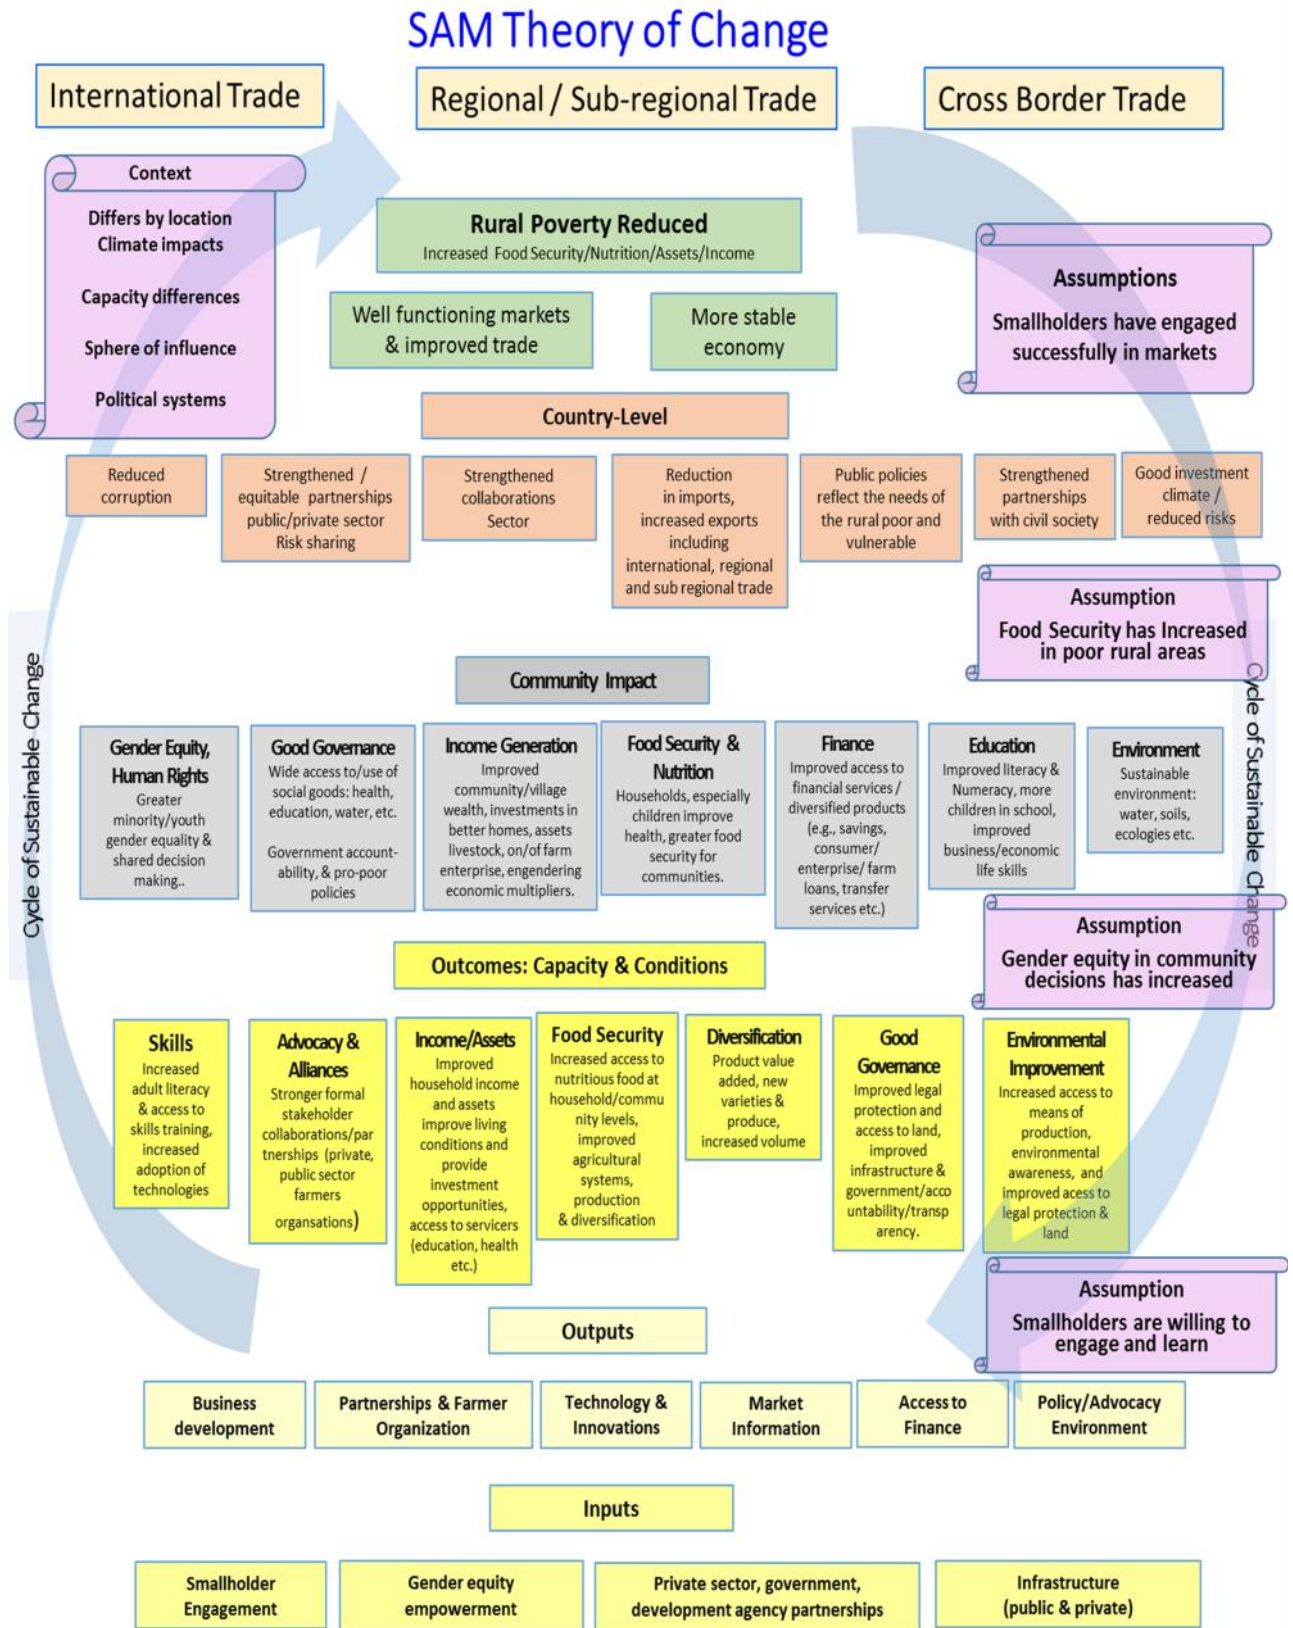 SAM Theory of Change
International Trade
Regional / Sub-regional Trade
Cross Border Trade
Context
Differs by location
Climate impacts
Capacity differences
Sphere of influence
Political systems
Rural Poverty Reduced
Increased Food Security/Nutrition/Assets/Income
Well functioning markets
& improved trade
More stable
economy
Assumptions
Smallholders have engaged
successfully in markets
Country-Level
Reduced
corruption
Strengthened /
equitable partnerships
public/private sector
Risk sharing
Strengthened
collaborations
Sector
Reduction
in imports,
increased exports
including
international, regional
and sub regional trade
Public policies
reflect the needs of
the rural poor and
vulnerable
Strengthened
partnerships
with civil society
Good investment
climate /
reduced risks
Assumption
Food Security has Increased
in poor rural areas
Cycle of Sustainable Change
Cycle of Sustainable Change
Community Impact
Gender Equity,
Human Rights
Greater
minority/youth
gender equality &
shared decision
making..
Good Governance
Wide access to/use of
social goods: health,
education, water, etc.
Government account-
ability, & pro-poor
policies
Income Generation
Improved
community/village
wealth, investments in
better homes, assets
livestock, on/of farm
enterprise, engendering
economic multipliers.
Food Security &
Nutrition
Households, especially
children improve
health, greater food
security for
communities.
Finance
Improved access to
financial services /
diversified products
(e.g., savings,
consumer/
enterprise/ farm
loans, transfer
services etc.)
Education
Improved literacy &
Numeracy, more
children in school,
improved
business/economic
life skills
Environment
Sustainable
environment:
water, soils,
ecologies etc.
Assumption
Gender equity in community
decisions has increased
Outcomes: Capacity & Conditions
Skills
Increased
adult literacy
& access to
skills training,
increased
adoption of
technologies
Advocacy &
Alliances
Stronger formal
stakeholder
collaborations/par
tnerships (private,
public sector
farmers
organsations)
Income/Assets
Improved
household income
and assets
improve living
conditions and
provide
investment
opportunities,
access to servicers
(education, health
etc.)
Food Security
Increased access to
nutritious food at
household/commu
nity levels,
improved
agricultural
systems,
production
& diversification
Diversification
Product value
added, new
varieties &
produce,
increased volume
Good
Governance
Improved legal
protection and
access to land,
improved
infrastructure &
government/acco
untability/transp
arency.
Environmental
Improvement
Increased access to
means of
production,
environmental
awareness, and
improved acess to
legal protection &
land
Assumption
Smallholders are willing to
engage and learn
Outputs
Business
development
Partnerships & Farmer
Organization
Technology &
Innovations
Market
Information
Access to
Finance
Policy/Advocacy
Environment
Inputs
Smallholder
Engagement
Gender equity
empowerment
Private sector, government,
development agency partnerships
Infrastructure
(public & private)